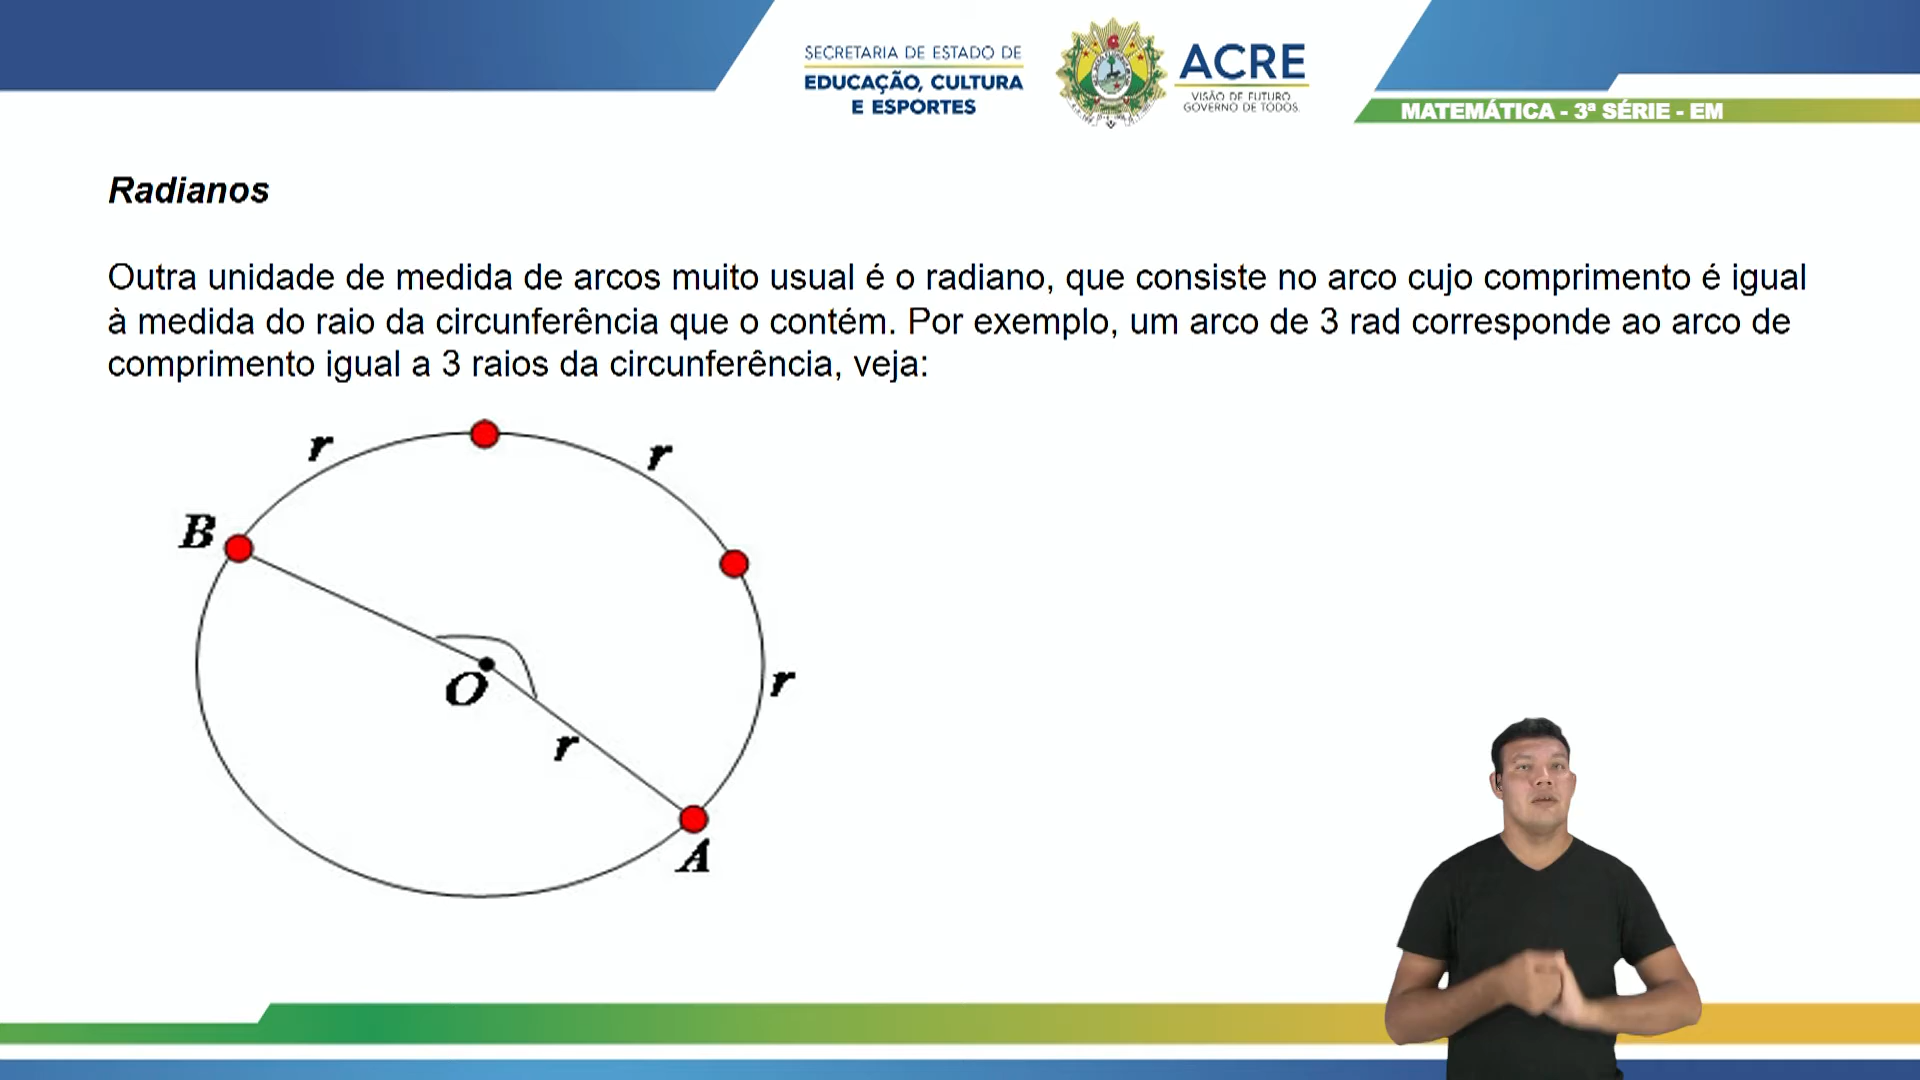 SECRETARIA DE ESTADO DE
EDUCAÇÃO, CULTURA
E ESPORTES
ACRE
VISÃO DE FUTURO
GOVERNO DE TODOS.
MATEMÁTICA - 3ª SÉRIE - EM
Radianos
Outra unidade de medida de arcos muito usual é o radiano, que consiste no arco cujo comprimento é igual
à medida do raio da circunferência que o contém. Por exemplo, um arco de 3 rad corresponde ao arco de
comprimento igual a 3 raios da circunferência, veja:
r
r
B
O
r
r
A